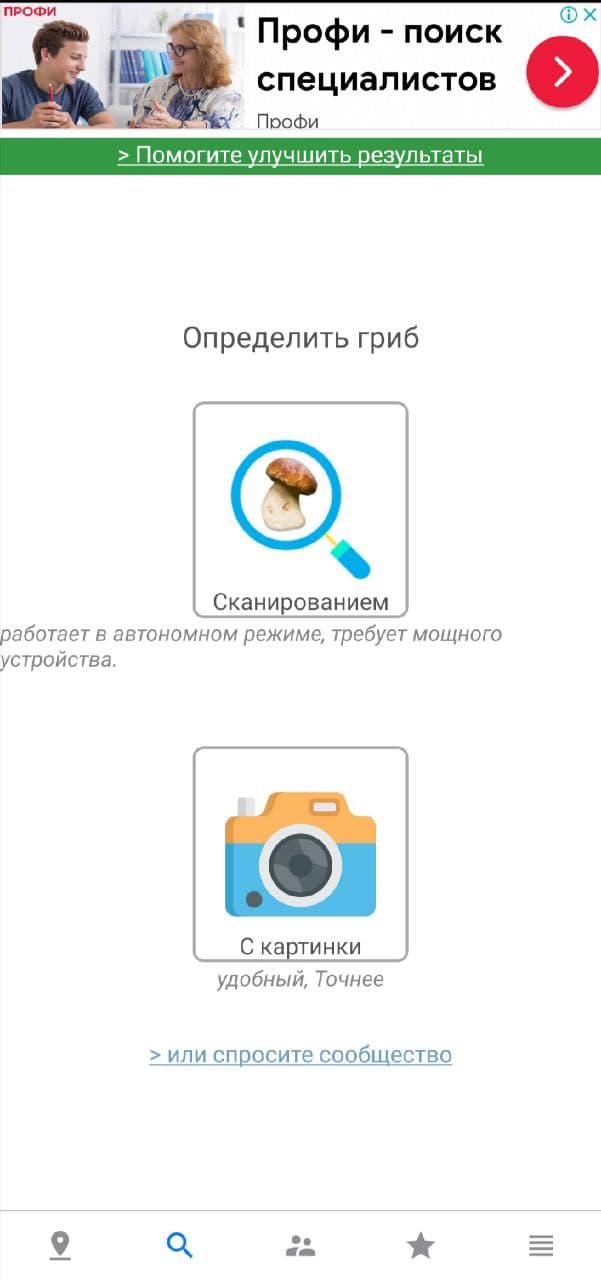 ПРОФИ
Профи - поиск
специалистов
Профи
> Помогите улучшить результаты
Определить гриб
Сканированием
работает в автономном режиме, требует мощного
устройства.
С картинки
удобный, Точнее
> или спросите сообщество